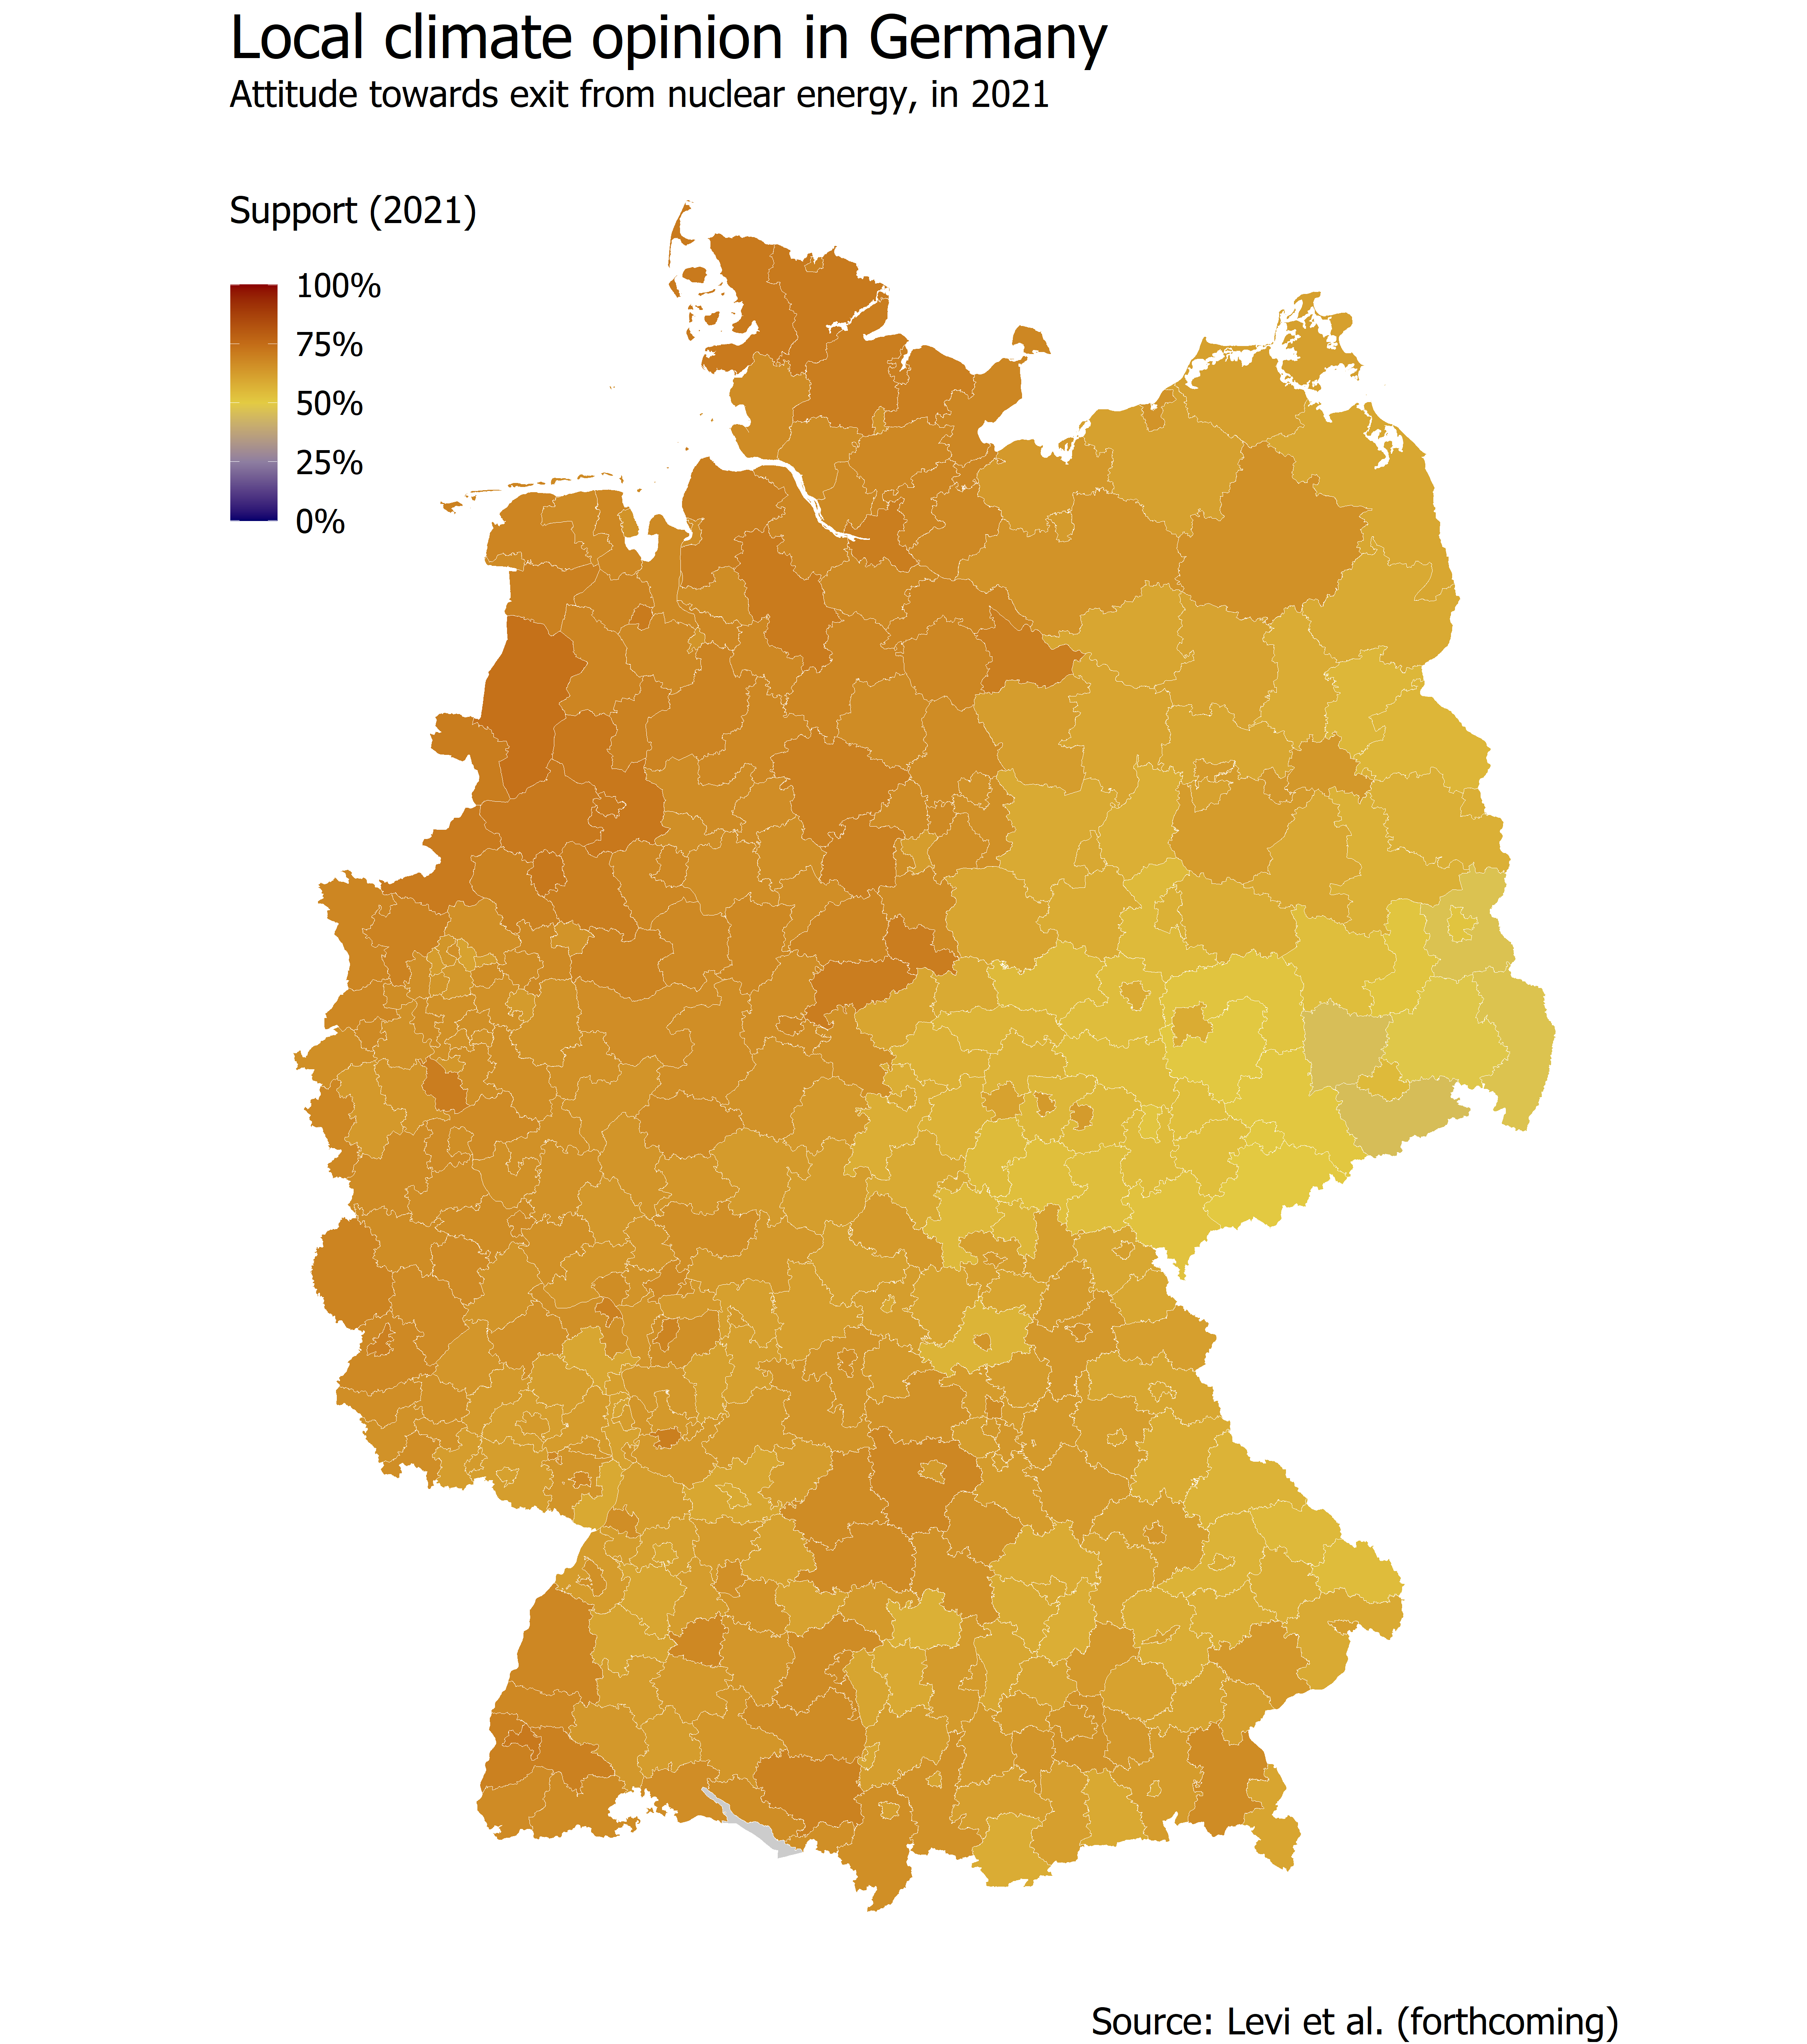 Local climate opinion in Germany
Attitude towards exit from nuclear energy, in 2021
Support (2021)
100%
75%
50%
25%
0%
Source: Levi et al. (forthcoming)